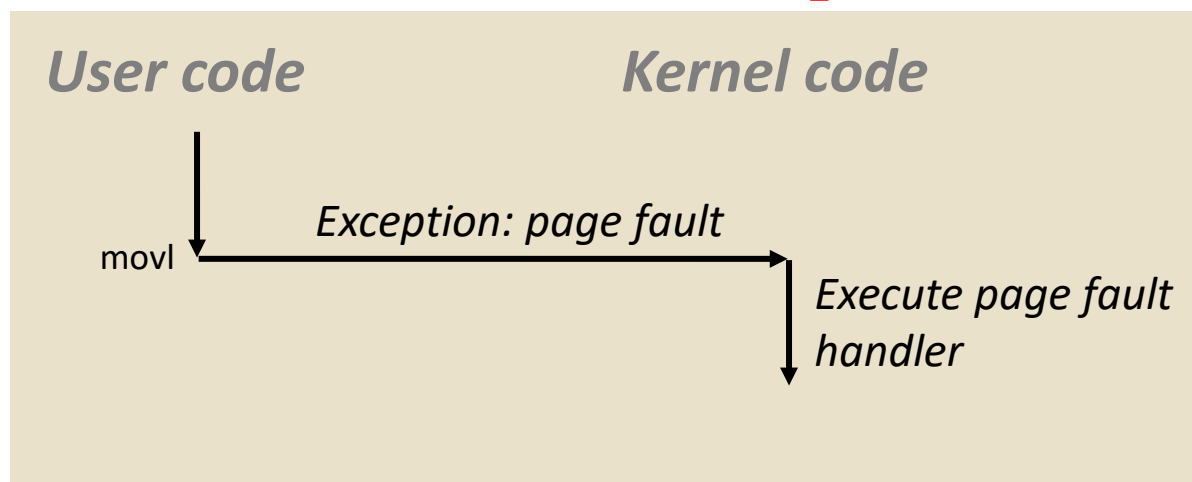 User code
Kernel code
Exception: page fault
movl
Execute page fault
handler